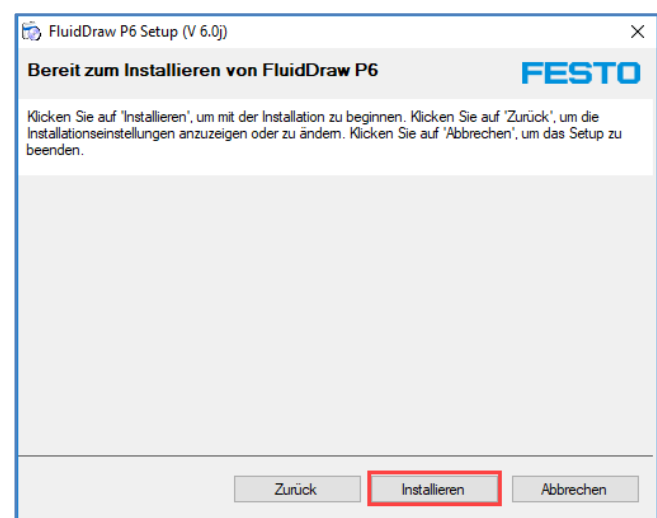 FluidDraw P6 Setup (V 6.0j)
Bereit zum Installieren von FluidDraw P6
FESTO
Klicken Sie auf 'Installieren', um mit der Installation zu beginnen. Klicken Sie auf 'Zurück', um die
Installationseinstellungen anzuzeigen oder zu ändern. Klicken Sie auf 'Abbrechen', um das Setup zu
beenden.
Zurück
Installieren
Abbrechen